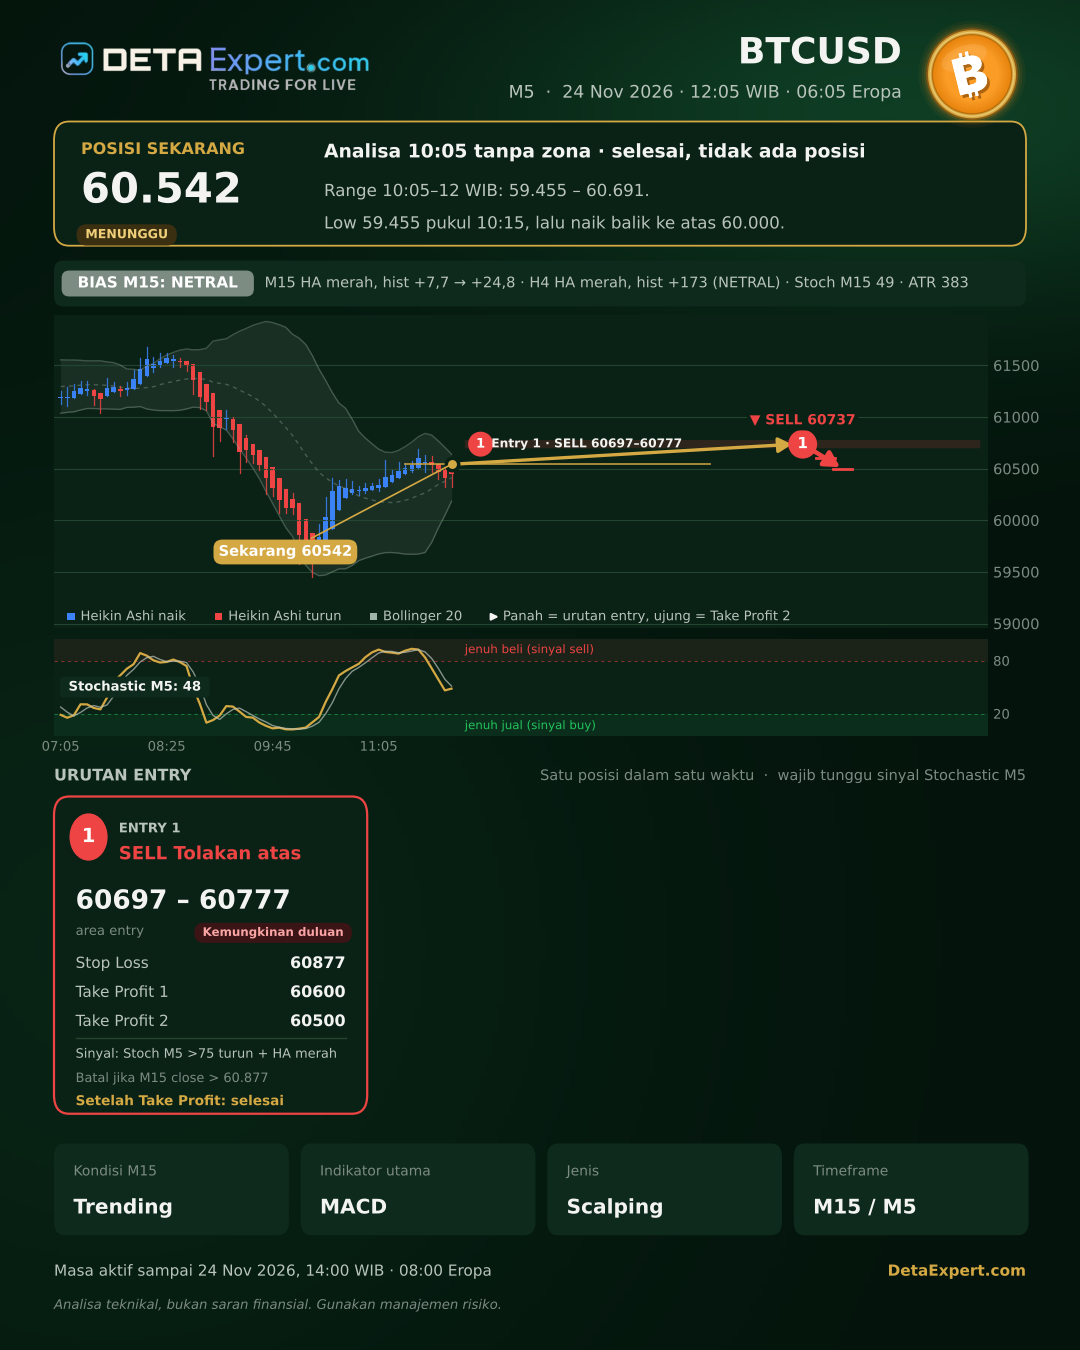 DETA Expert.com
TRADING FOR LIVE
BTCUSD
M5 · 24 Nov 2026 · 12:05 WIB · 06:05 Eropa
POSISI SEKARANG
60.542
MENUNGGU
Analisa 10:05 tanpa zona · selesai, tidak ada posisi
Range 10:05–12 WIB: 59.455 – 60.691.
Low 59.455 pukul 10:15, lalu naik balik ke atas 60.000.
BIAS M15: NETRAL
M15 HA merah, hist +7,7 → +24,8 · H4 HA merah, hist +173 (NETRAL) · Stoch M15 49 · ATR 383
61500
61000
60500
60000
59500
59000
▼ SELL 60737
1 Entry 1 · SELL 60697–60777
1
Sekarang 60542
Heikin Ashi naik
Heikin Ashi turun
Bollinger 20
Panah = urutan entry, ujung = Take Profit 2
jenuh beli (sinyal sell)
80
Stochastic M5: 48
20
jenuh jual (sinyal buy)
07:05
08:25
09:45
11:05
URUTAN ENTRY
Satu posisi dalam satu waktu · wajib tunggu sinyal Stochastic M5
1
ENTRY 1
SELL Tolakan atas
60697 – 60777
area entry
Kemungkinan duluan
Stop Loss 60877
Take Profit 1 60600
Take Profit 2 60500
Sinyal: Stoch M5 >75 turun + HA merah
Batal jika M15 close > 60.877
Setelah Take Profit: selesai
Kondisi M15
Trending
Indikator utama
MACD
Jenis
Scalping
Timeframe
M15 / M5
Masa aktif sampai 24 Nov 2026, 14:00 WIB · 08:00 Eropa
DetaExpert.com
Analisa teknikal, bukan saran finansial. Gunakan manajemen risiko.